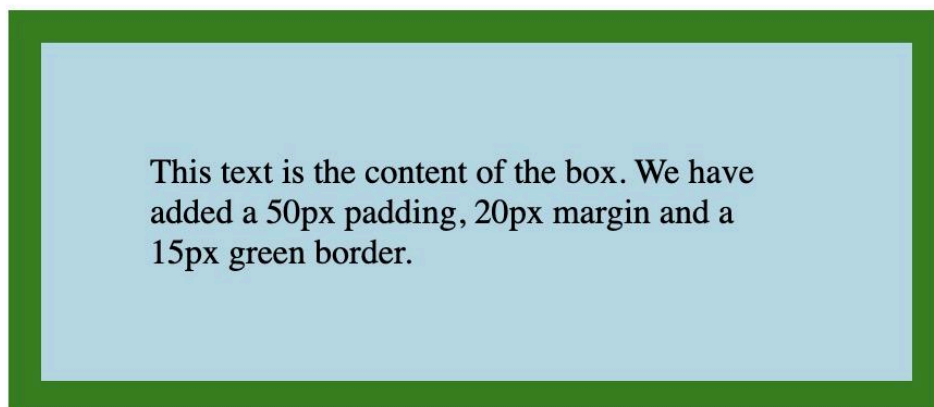 This text is the content of the box. We have
added a 50px padding, 20px margin and a
15px green border.